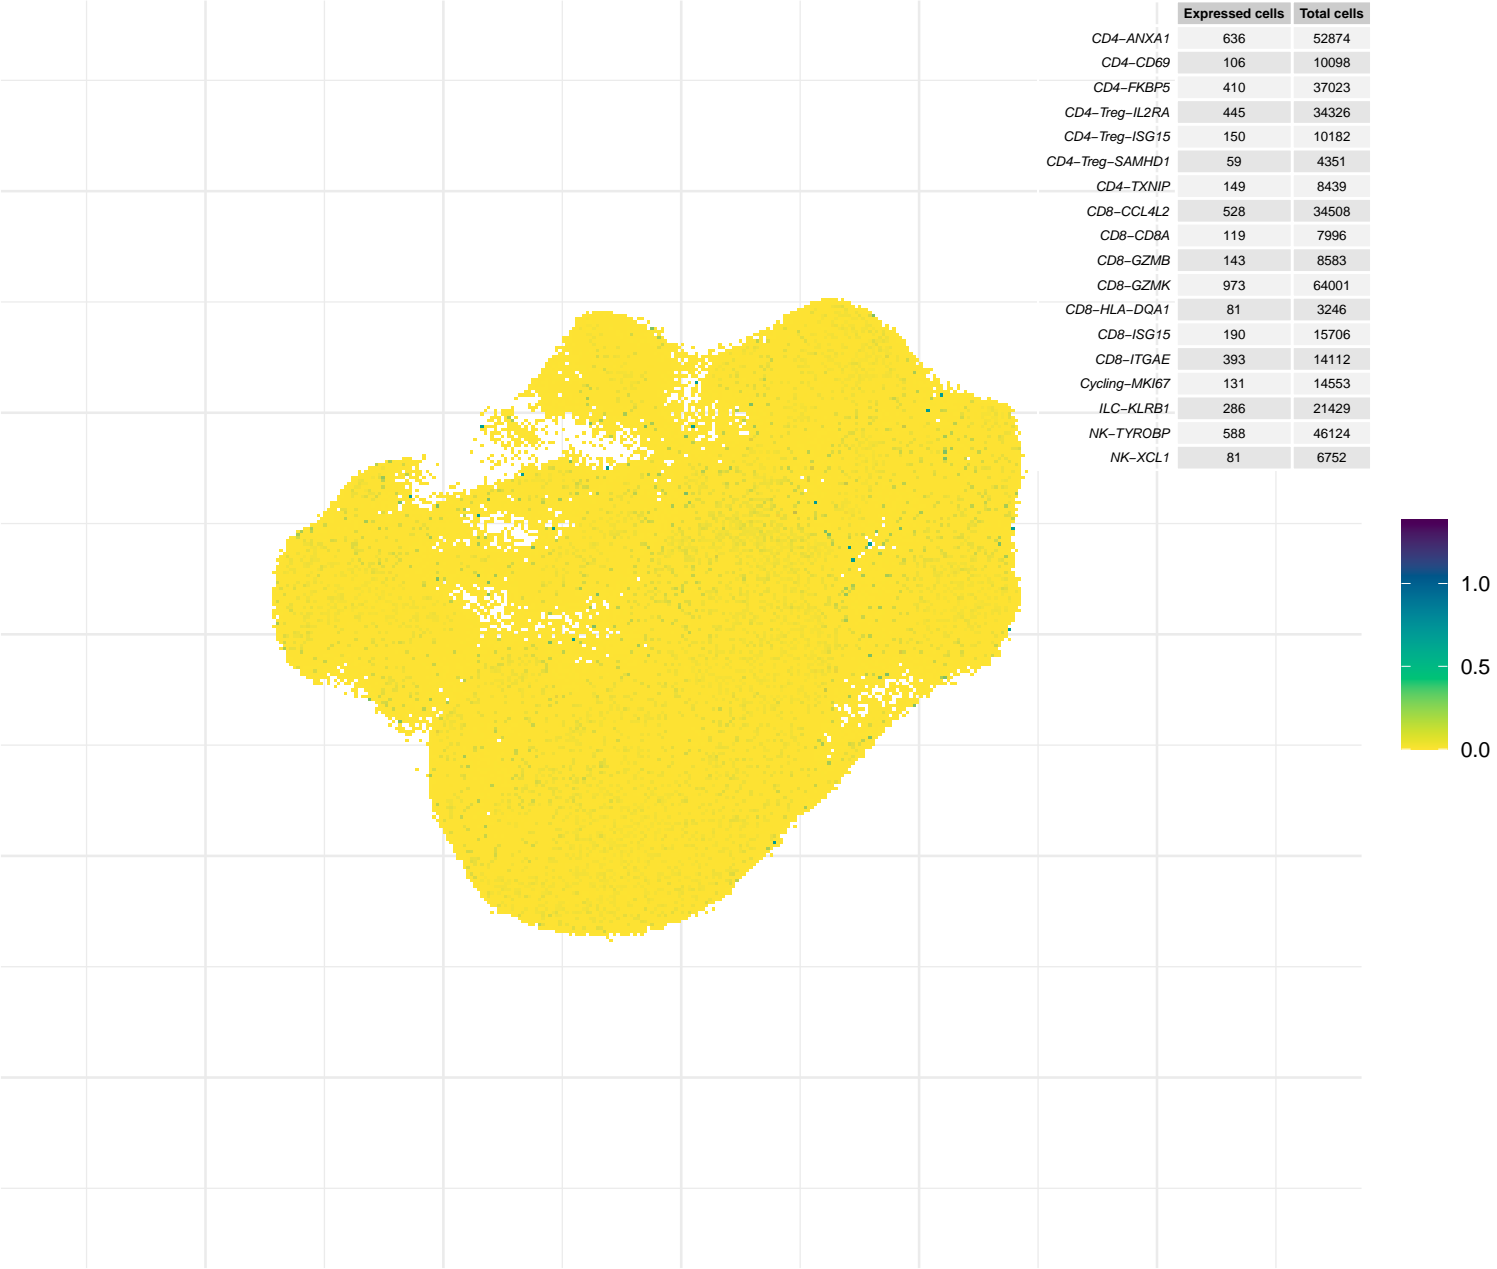 Expressed cells Total cells
CD4−ANXA1 636 52874
CD4−CD69 106 10098
CD4−FKBP5 410 37023
CD4−Treg−IL2RA 445 34326
CD4−Treg−ISG15 150 10182
CD4−Treg−SAMHD1 59 4351
CD4−TXNIP 149 8439
CD8−CCL4L2 528 34508
CD8−CD8A 119 7996
CD8−GZMB 143 8583
CD8−GZMK 973 64001
CD8−HLA−DQA1 81 3246
CD8−ISG15 190 15706
CD8−ITGAE 393 14112
Cycling−MKI67 131 14553
ILC−KLRB1 286 21429
NK−TYROBP 588 46124
NK−XCL1 81 6752
1.0
0.5
0.0